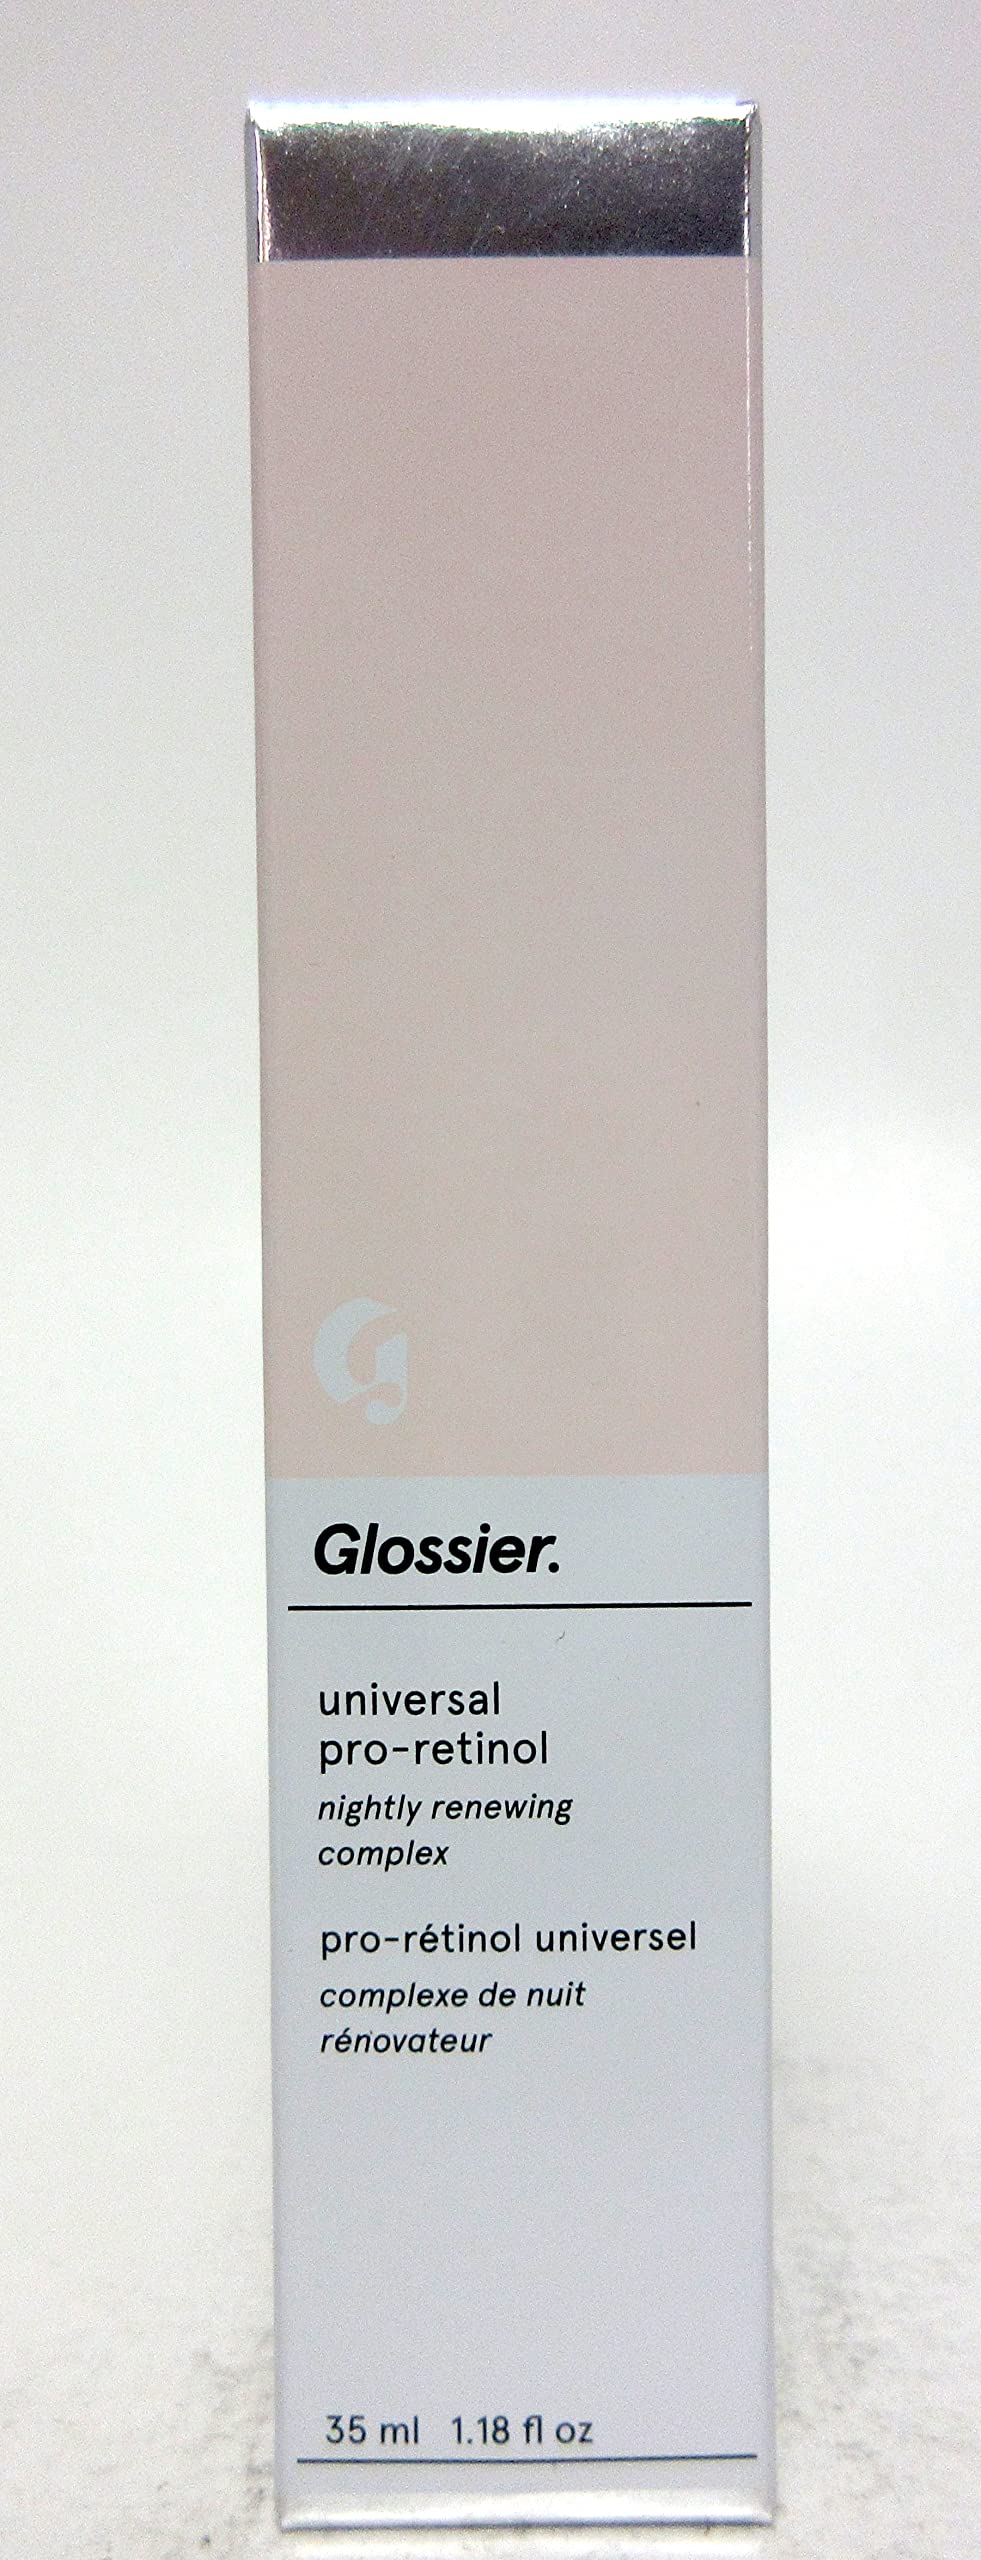 G
Glossier.
universal
pro-retinol
nightly renewing
complex
pro-rétinol universel
complexe de nuit
rénovateur
35 ml 1.18 fl oz